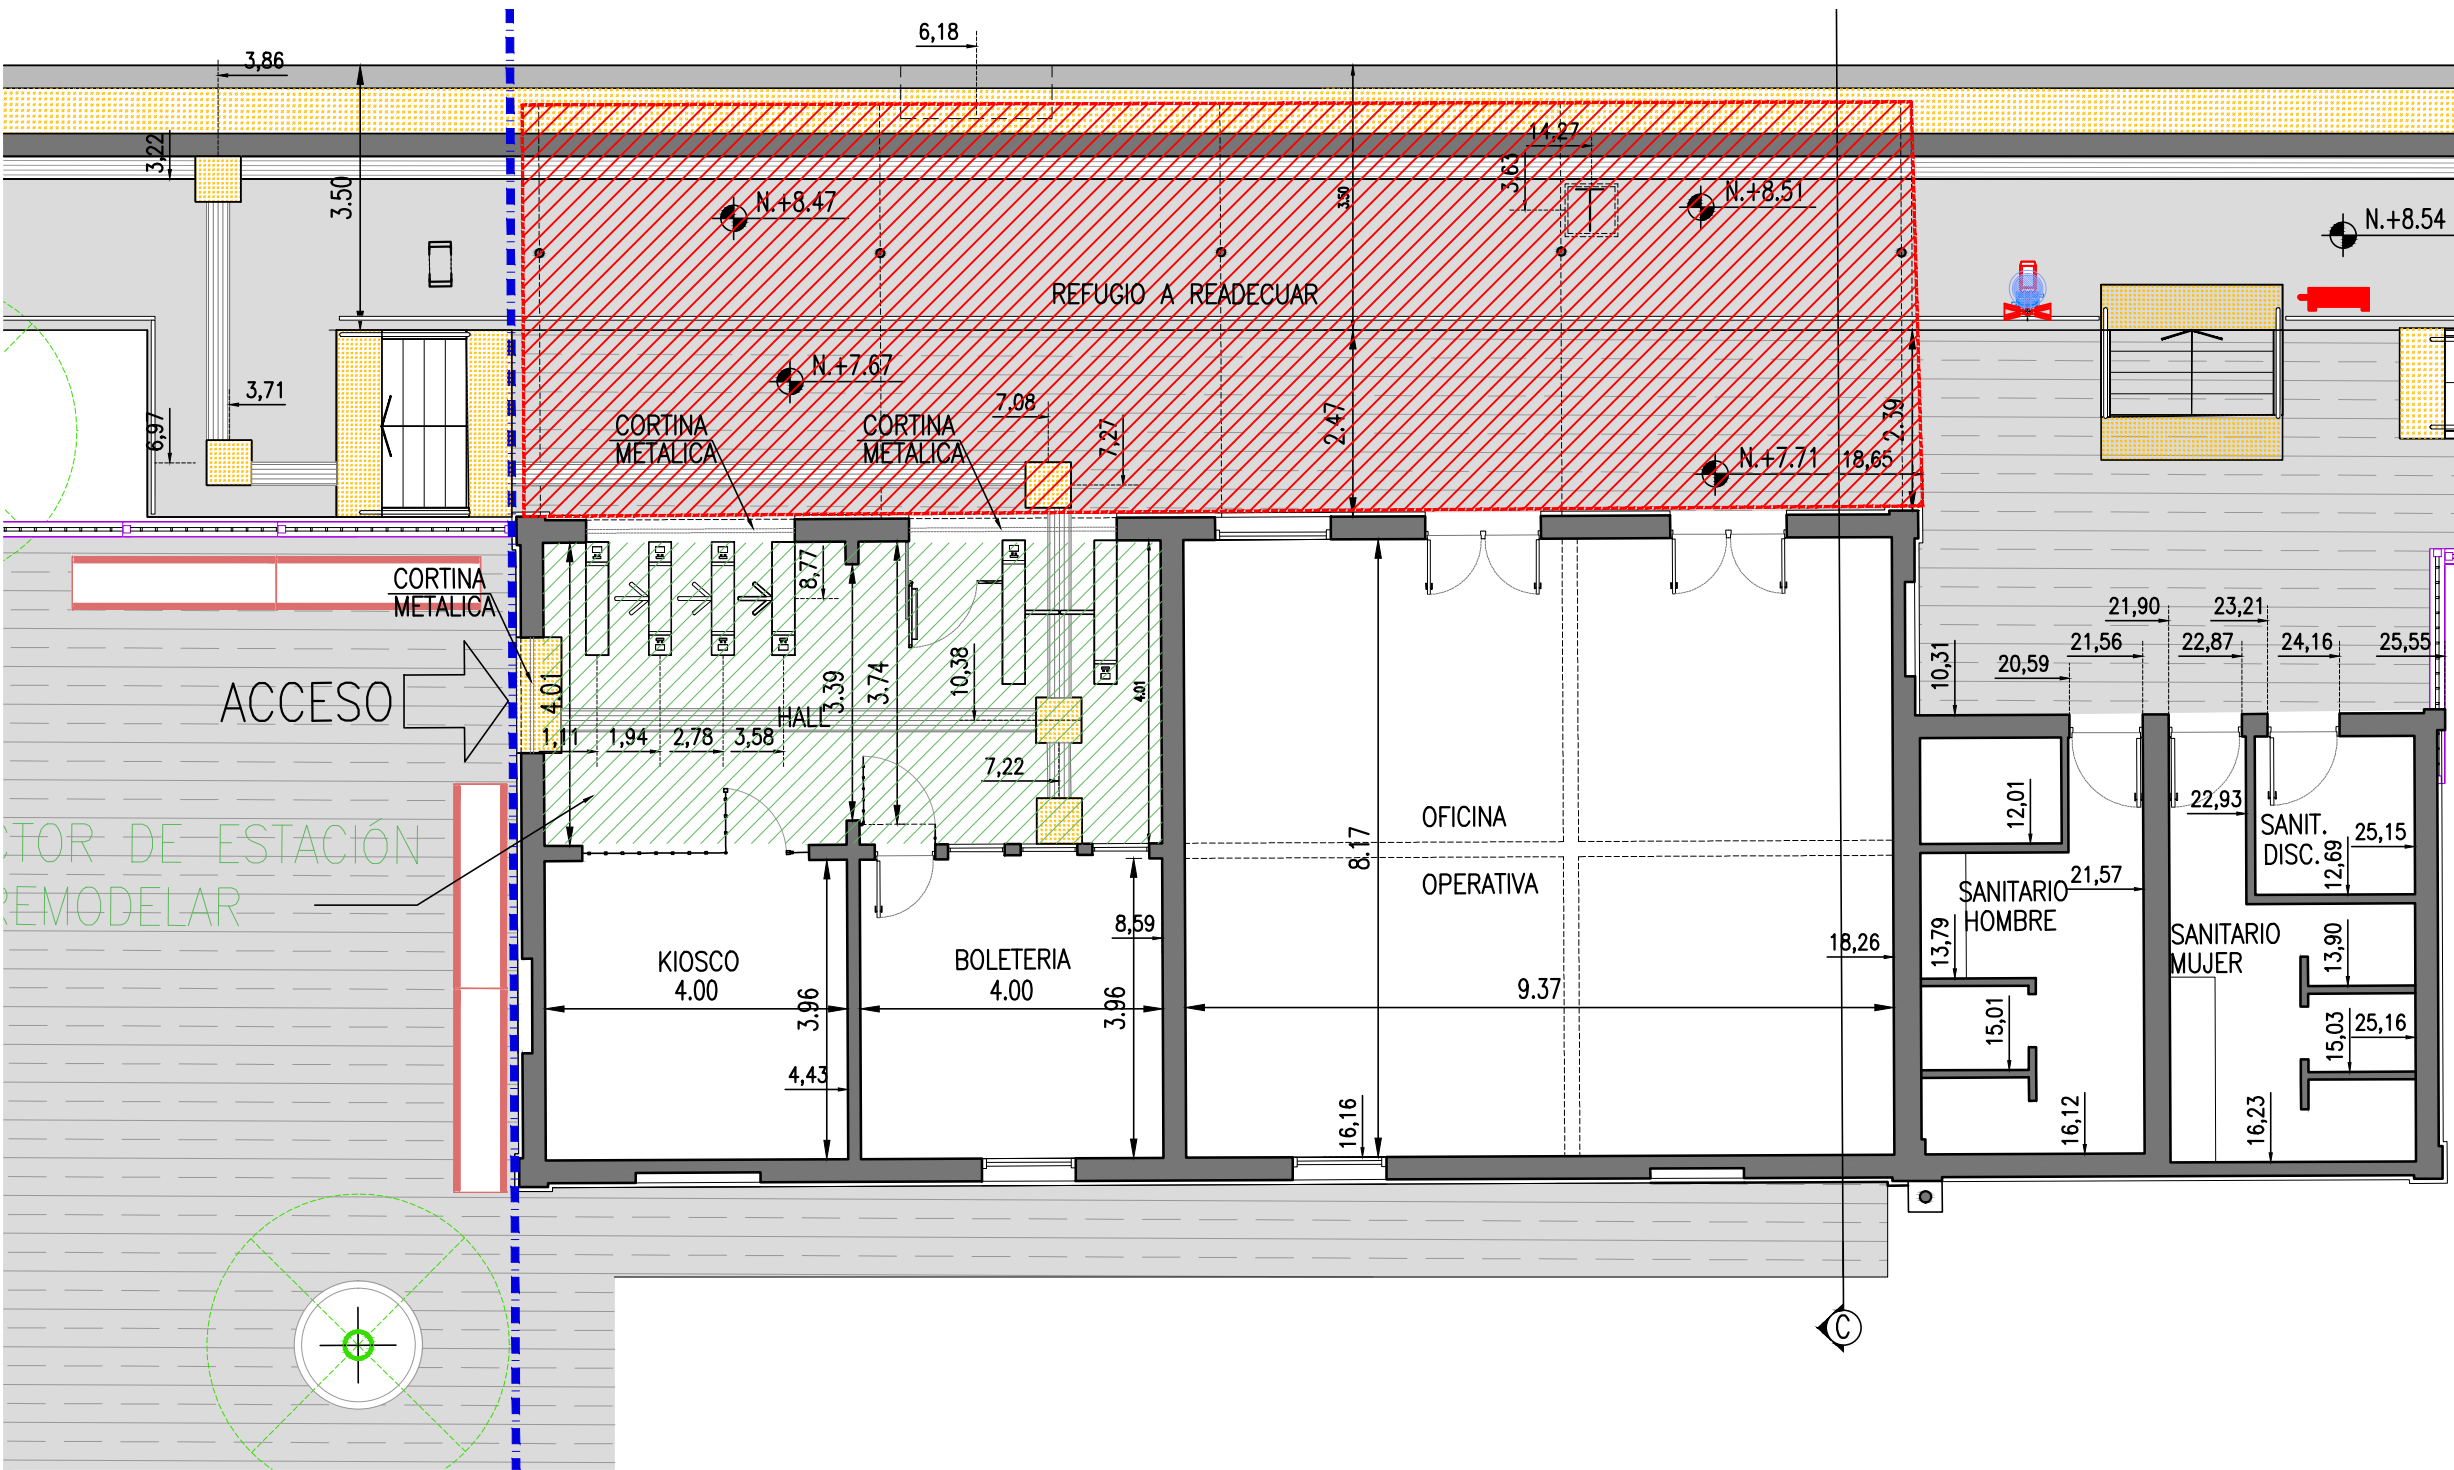 6,18
3,86
3,22
3.50
14.27
3.63
3.50
N.+8.47
N.+8.51
N.+8.54
REFUGIO A READECUAR
N.+7.67
3,71
6,97
7.08
7,27
2.47
2.39
CORTINA
METALICA
CORTINA
METALICA
N.+7.71
18,65
CORTINA
METALICA
8,77
ACCESO
4.01
3.39
3.74
10,38
4.01
HALL
1,11
1,94
2,78
3,58
7,22
10,31
21,90
23,21
20,59
21,56
22,87
24,16
25,55
CTOR DE ESTACIÓN
REMODELAR
OFICINA
OPERATIVA
8.17
12,01
22,93
SANIT.
DISC.
25,15
12,69
SANITARIO
HOMBRE
21,57
KIOSCO
4.00
3.96
4,43
BOLETERIA
4.00
3.96
8,59
9.37
18,26
13,79
SANITARIO
MUJER
13,90
15,01
15,03
25,16
16,16
16,12
16,23
C